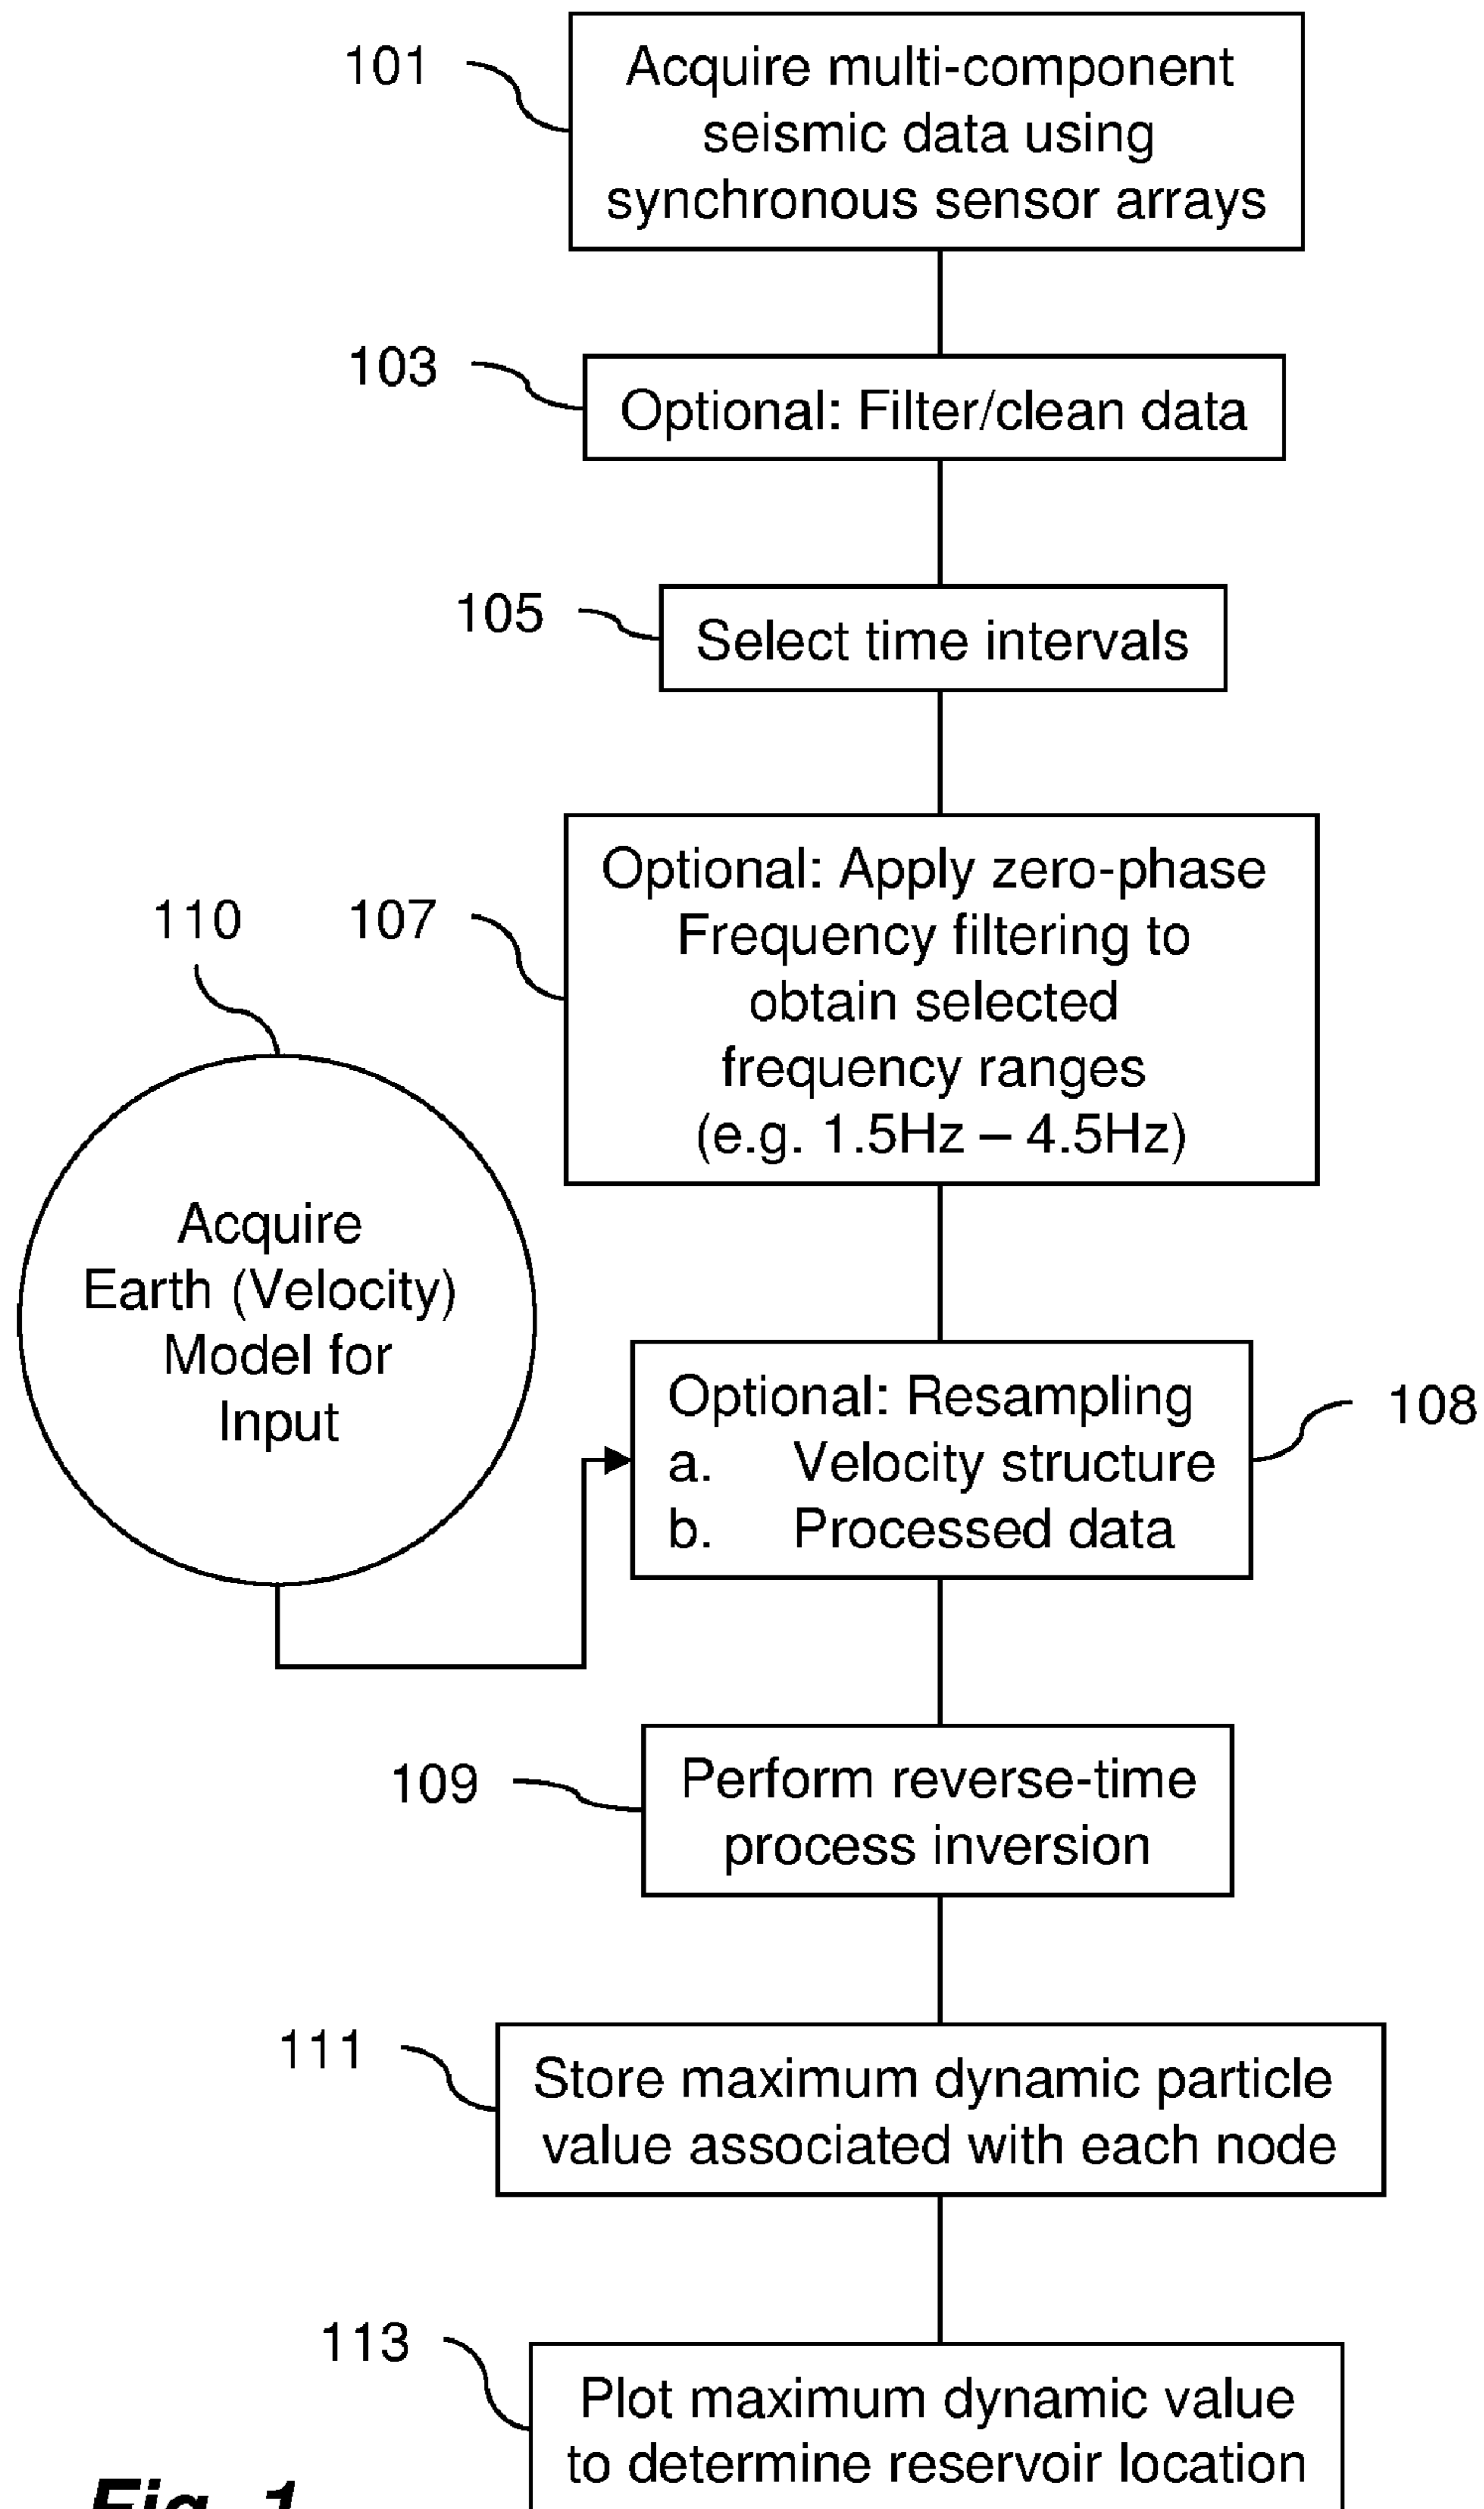 101
Acquire multi-component
seismic data using
synchronous sensor arrays
103
Optional: Filter/clean data
105
Select time intervals
110
107
Optional: Apply zero-phase
Frequency filtering to
obtain selected
frequency ranges
(e.g. 1.5Hz – 4.5Hz)
Acquire
Earth (Velocity)
Model for
Input
Optional: Resampling
a. Velocity structure
b. Processed data
108
109
Perform reverse-time
process inversion
111
Store maximum dynamic particle
value associated with each node
113
Plot maximum dynamic value
to determine reservoir location
Fig. 1